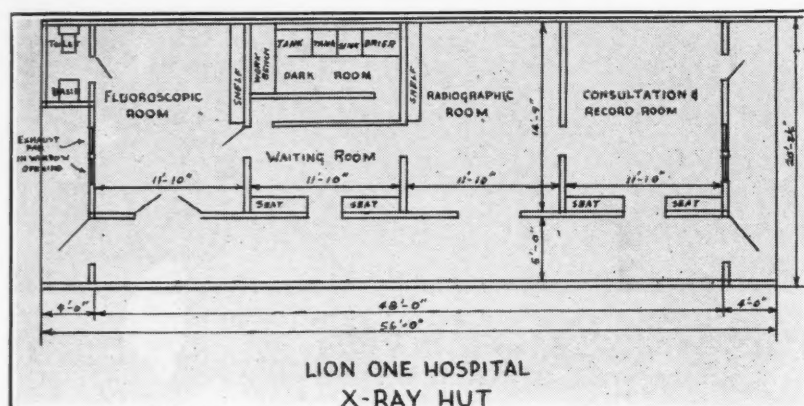 TOILET
BASIN
EXHAUST
FAN
IN WINDOW
OPENING
FLUOROSCOPIC
ROOM
SHELF
WORK
BENCH
TANK TANK SINK DRIER
DARK ROOM
SHELF
RADIOGRAPHIC
ROOM
CONSULTATION &
RECORD ROOM
WAITING ROOM
11'-10" 11'-10" 11'-10" 11'-10"
SEAT SEAT SEAT SEAT
6'-0"
4'-0" 48'-0" 4'-0"
56'-0"
LION ONE HOSPITAL
X-RAY HUT